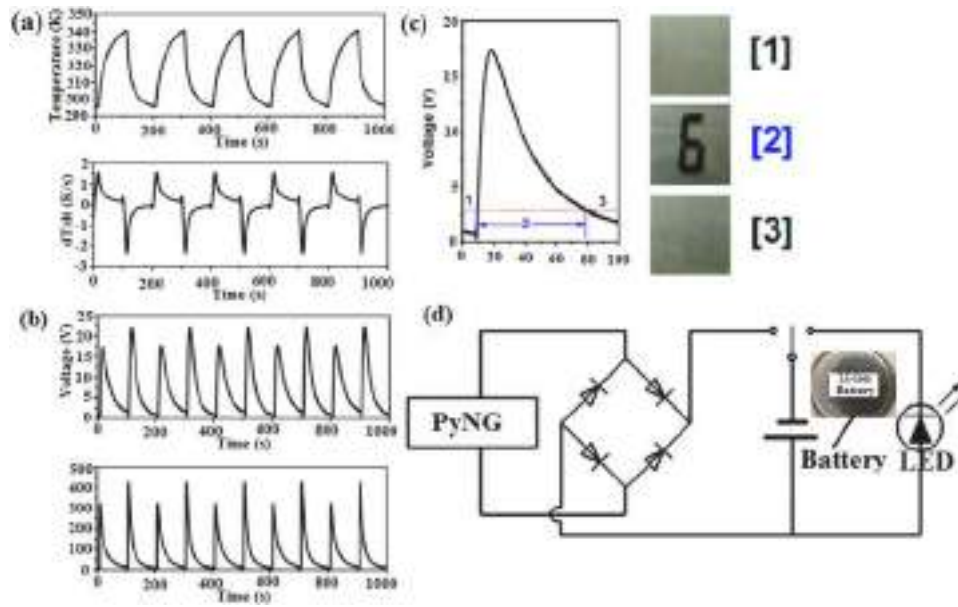 (a)
Temperature (K)
340
330
320
310
300
290
0 200 400 600 800 1000
Time (s)
dT/dt (K/s)
2
1
0
-1
-2
-3
0 200 400 600 800 1000
Time (s)
(b)
Voltage (V)
25
20
15
10
5
0
0 200 400 600 800 1000
Time (s)
500
400
300
200
100
0
0 200 400 600 800 1000
Time (s)
(c)
Voltage (V)
20
15
10
5
0
1
2
3
0 20 40 60 80 100
[1]
6
[2]
[3]
(d)
PyNG
Battery
Battery
LED